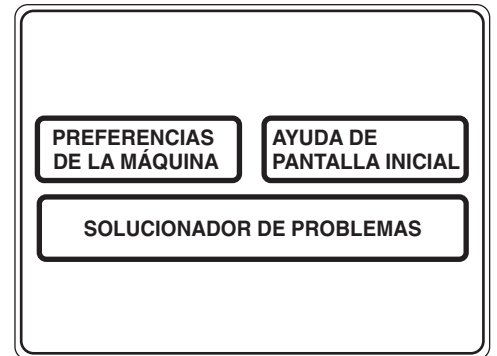 PREFERENCIAS
DE LA MÁQUINA
AYUDA DE
PANTALLA INICIAL
SOLUCIONADOR DE PROBLEMAS